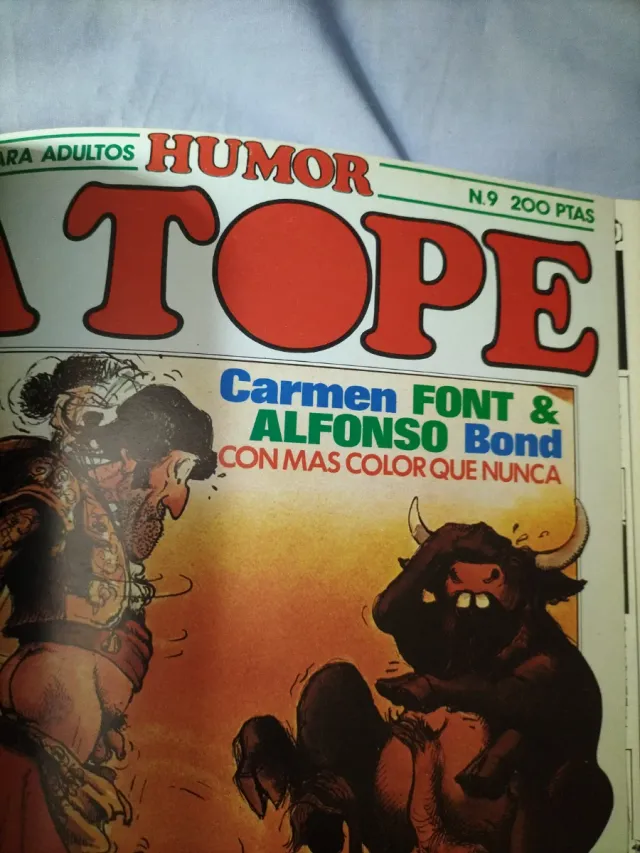 ARA ADULTOS HUMOR N.9 200 PTAS
A TOPE
Carmen FONT &
ALFONSO Bond
CON MAS COLOR QUE NUNCA